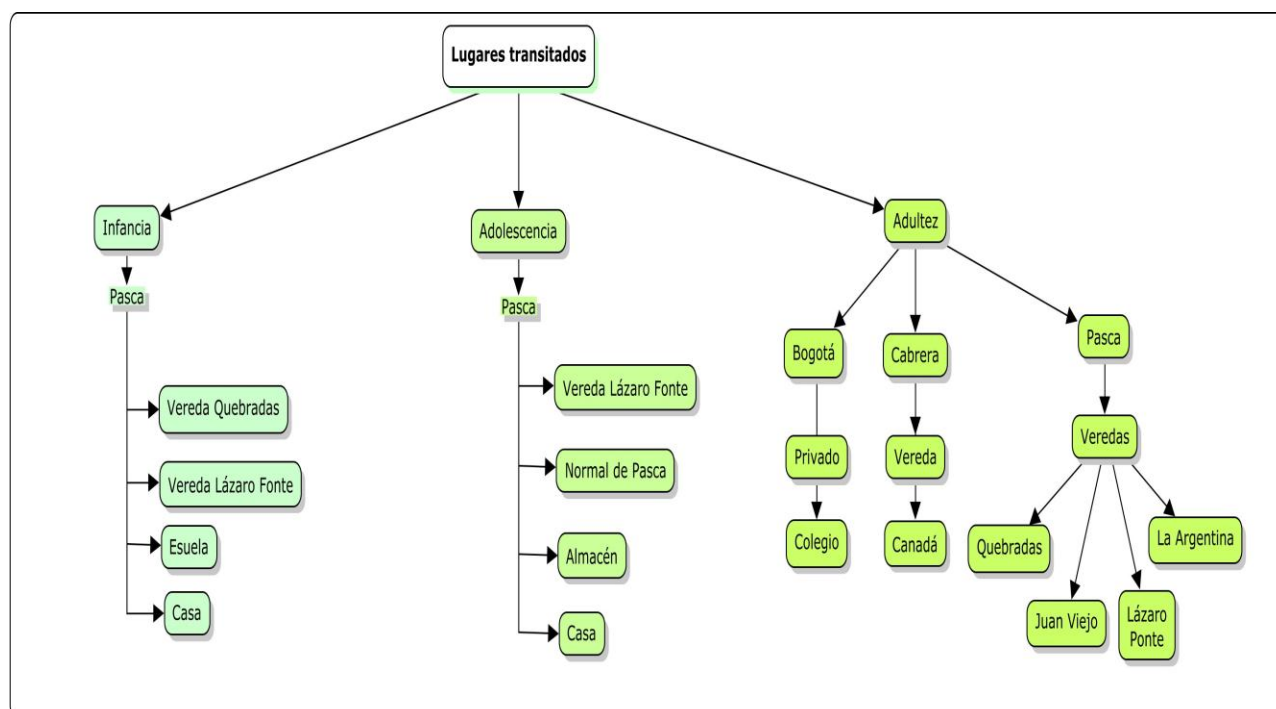 Lugares transitados
Infancia
Pasca
Vereda Quebradas
Vereda Lázaro Fonte
Esuela
Casa
Adolescencia
Pasca
Vereda Lázaro Fonte
Normal de Pasca
Almacén
Casa
Adultez
Bogotá
Privado
Colegio
Cabrera
Vereda
Canadá
Pasca
Veredas
Quebradas
Juan Viejo
Lázaro
Ponte
La Argentina